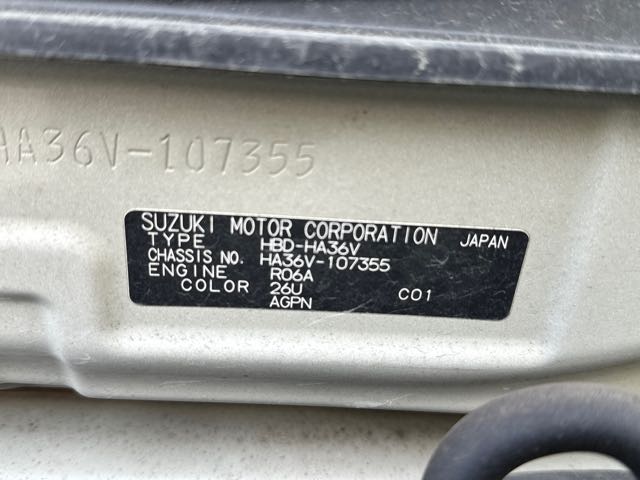 HA36V-107355
SUZUKI MOTOR CORPORATION JAPAN
TYPE HBD-HA36V
CHASSIS NO. HA36V-107355
ENGINE R06A
COLOR 26U C01
AGPN